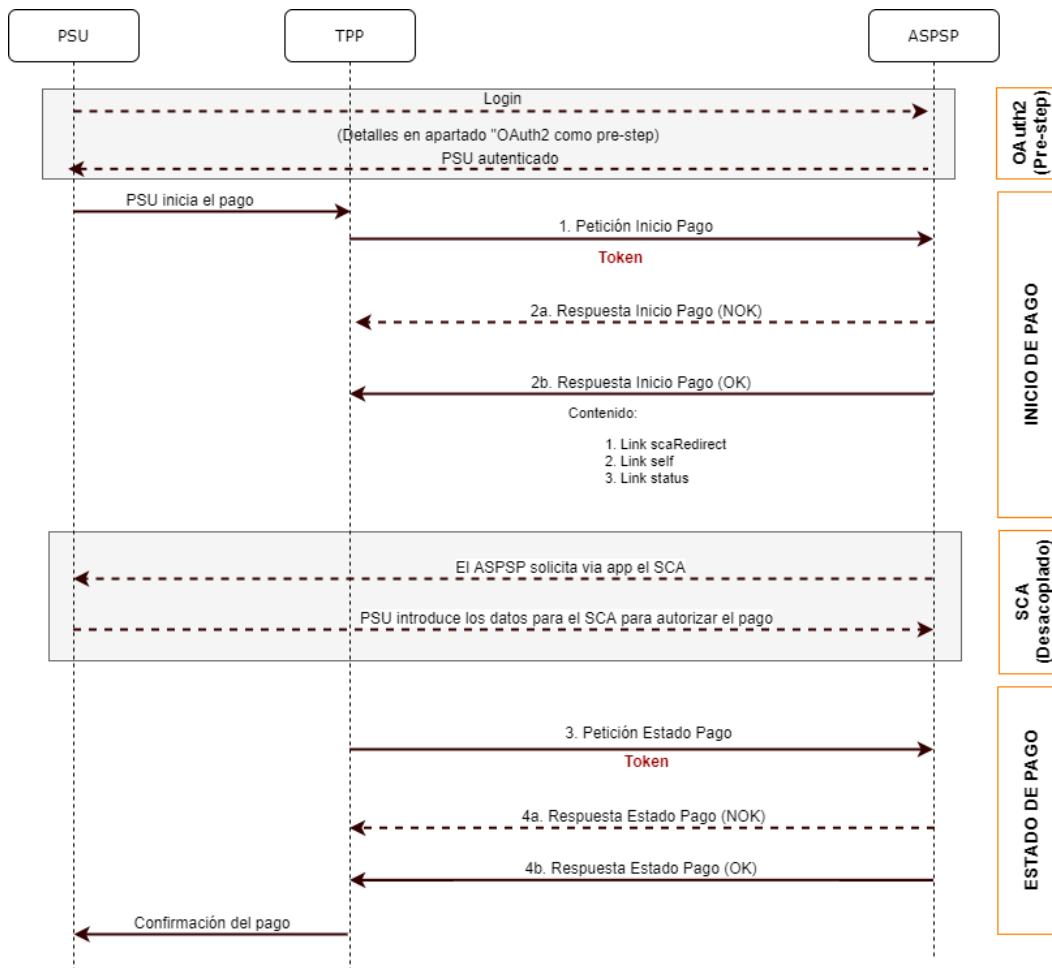 PSU
TPP
ASPSP
Login
(Detalles en apartado "OAuth2 como pre-step)
PSU autenticado
OAuth2
(Pre-step)
PSU inicia el pago
1. Petición Inicio Pago
Token
2a. Respuesta Inicio Pago (NOK)
2b. Respuesta Inicio Pago (OK)
Contenido:
1. Link scaRedirect
2. Link self
3. Link status
INICIO DE PAGO
El ASPSP solicita via app el SCA
PSU introduce los datos para el SCA para autorizar el pago
SCA
(Desacoplado)
3. Petición Estado Pago
Token
4a. Respuesta Estado Pago (NOK)
4b. Respuesta Estado Pago (OK)
Confirmación del pago
ESTADO DE PAGO